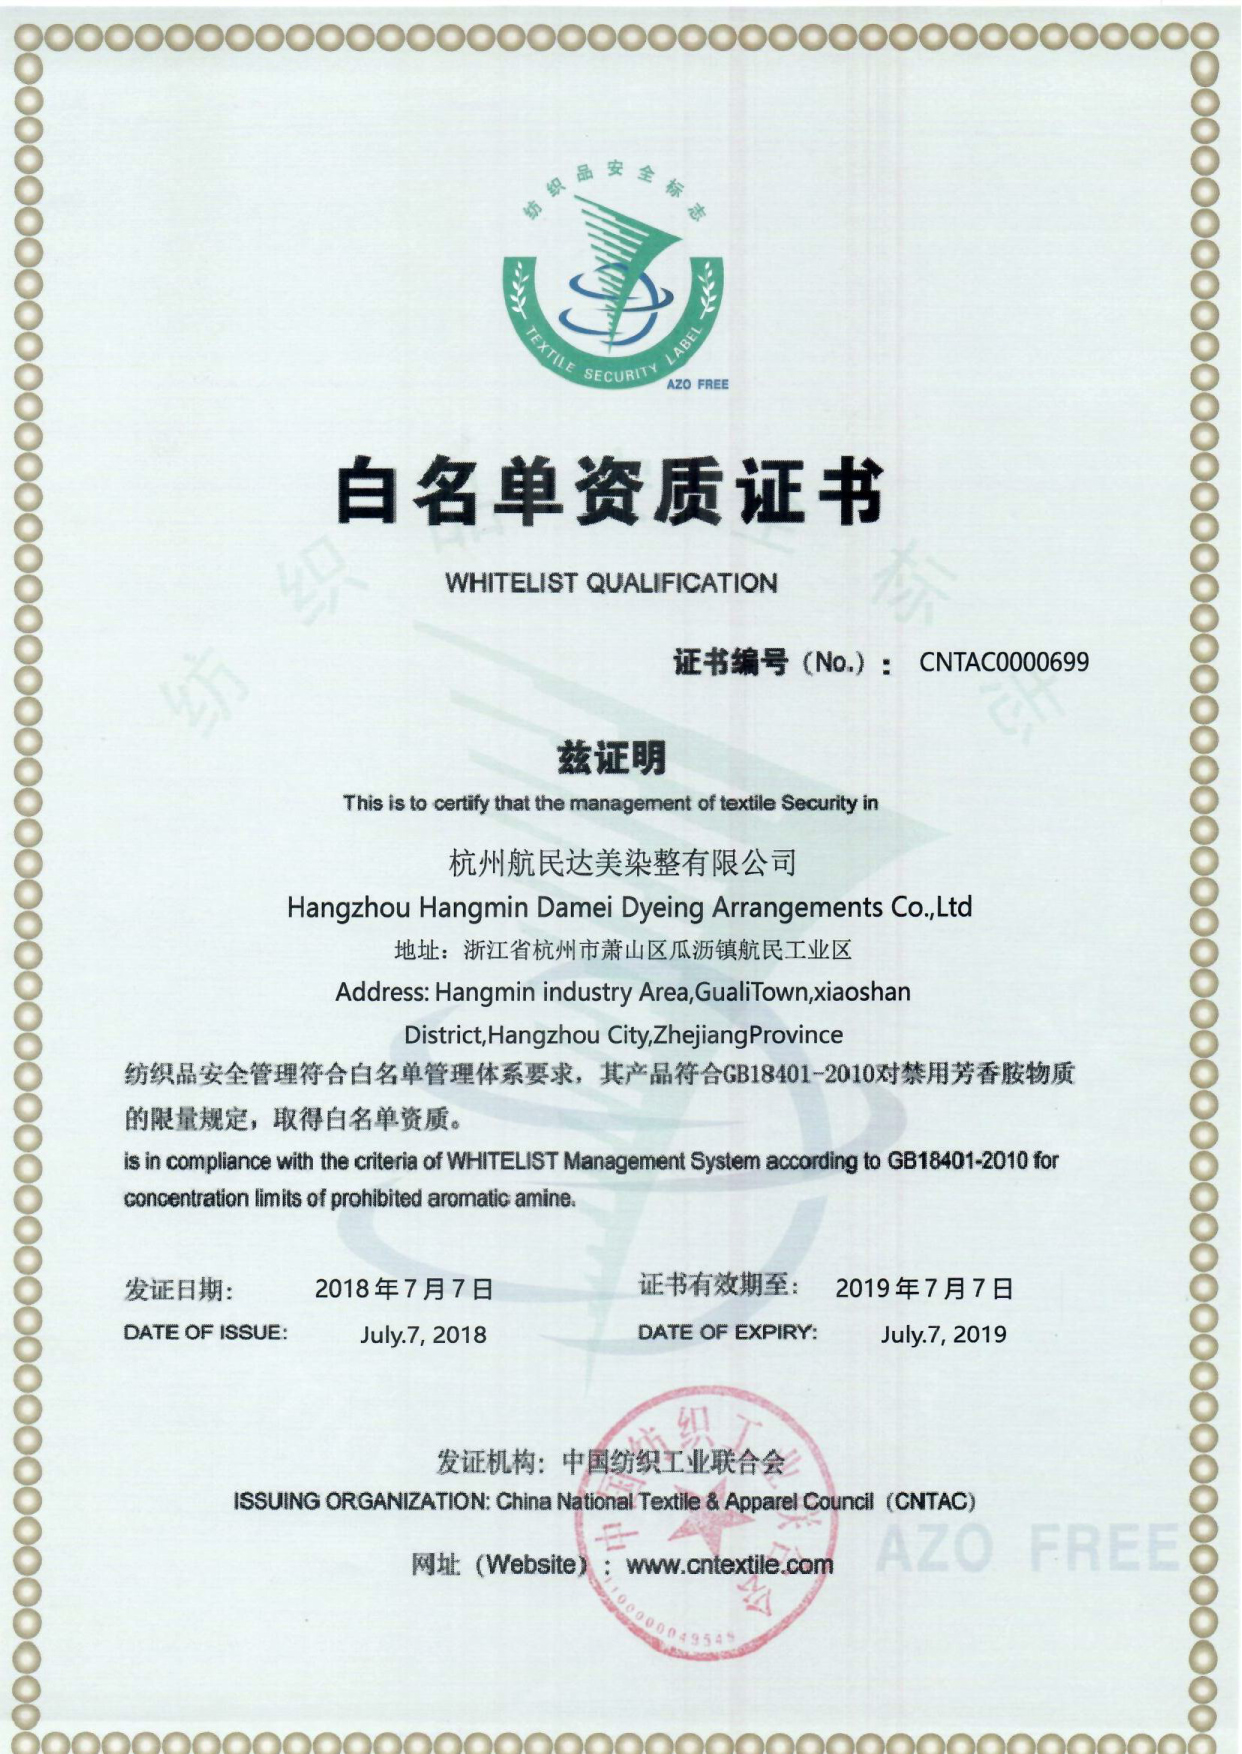 纺织品安全标志
TEXTILE SECURITY LABEL
AZO FREE
白名单资质证书
WHITELIST QUALIFICATION
证书编号（No.）： CNTAC0000699
兹证明
This is to certify that the management of textile Security in
杭州航民达美染整有限公司
Hangzhou Hangmin Damei Dyeing Arrangements Co.,Ltd
地址：浙江省杭州市萧山区瓜沥镇航民工业区
Address: Hangmin industry Area,GualiTown,xiaoshan
District,Hangzhou City,ZhejiangProvince
纺织品安全管理符合白名单管理体系要求，其产品符合GB18401-2010对禁用芳香胺物质
的限量规定，取得白名单资质。
is in compliance with the criteria of WHITELIST Management System according to GB18401-2010 for
concentration limits of prohibited aromatic amine.
发证日期： 2018年7月7日 证书有效期至： 2019年7月7日
DATE OF ISSUE: July.7, 2018 DATE OF EXPIRY: July.7, 2019
发证机构：中国纺织工业联合会
ISSUING ORGANIZATION: China National Textile & Apparel Council（CNTAC）
网址（Website）：www.cntextile.com
中国纺织工业联合会
AZO FREE